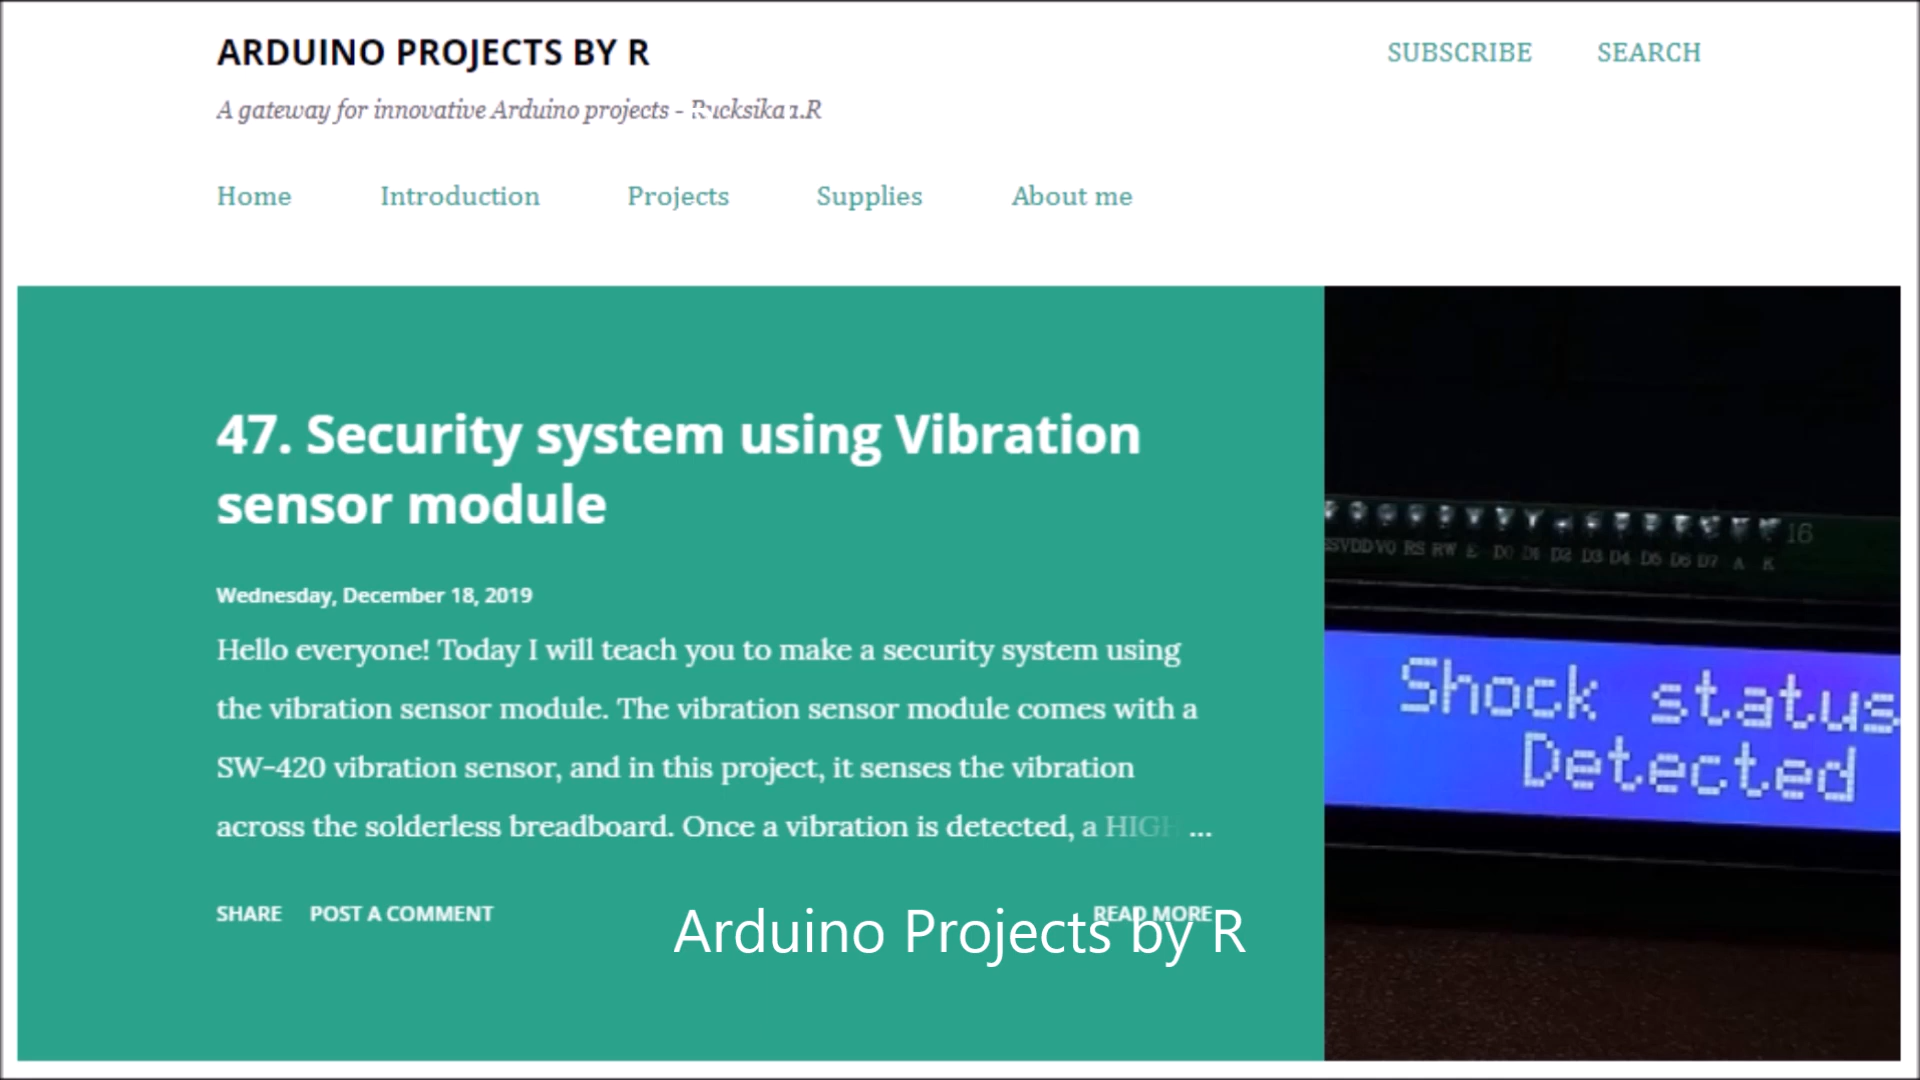 ARDUINO PROJECTS BY R
SUBSCRIBE SEARCH
A gateway for innovative Arduino projects -
Home Introduction Projects Supplies About me
47. Security system using Vibration
sensor module
Wednesday, December 18, 2019
Hello everyone! Today I will teach you to make a security system using
the vibration sensor module. The vibration sensor module comes with a
SW-420 vibration sensor, and in this project, it senses the vibration
across the solderless breadboard. Once a vibration is detected, a HIGH ...
SHARE POST A COMMENT READ MORE
Arduino Projects by R
16
VDD V0 RS RW E D0 D1 D2 D3 D4 D5 D6 D7 A K
Shock status
Detected